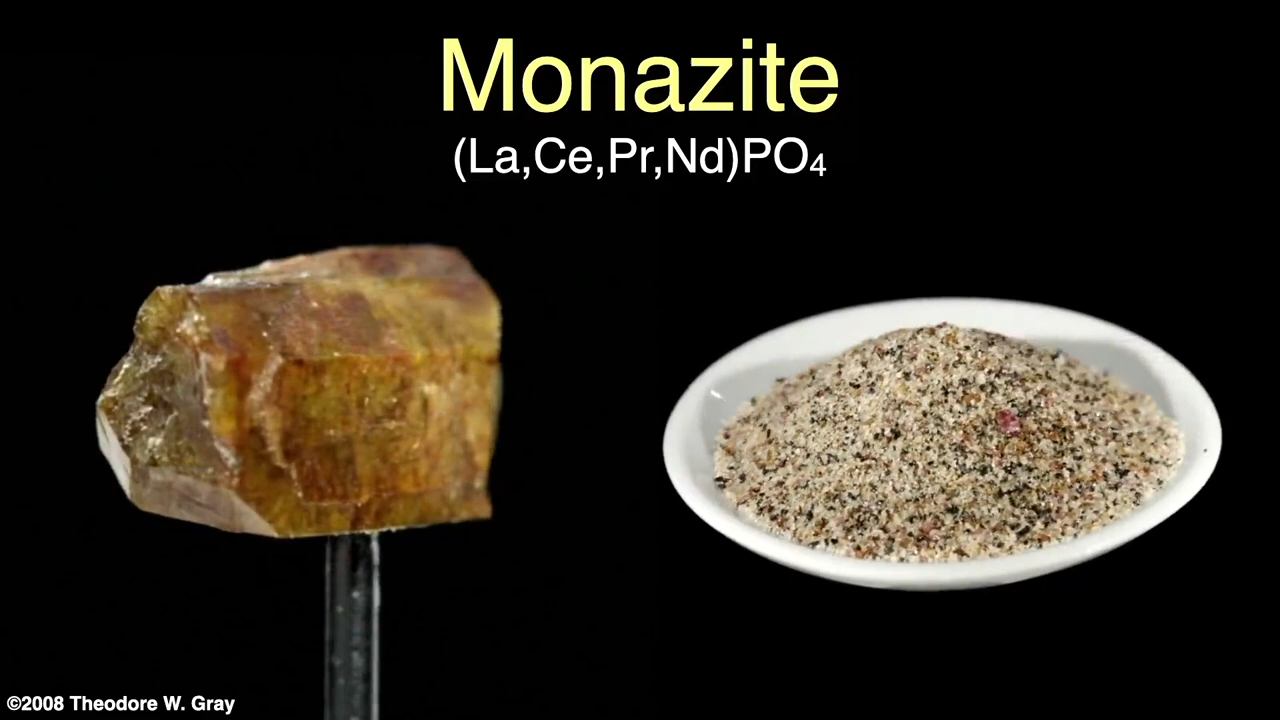 Monazite
(La,Ce,Pr,Nd)PO₄
©2008 Theodore W. Gray